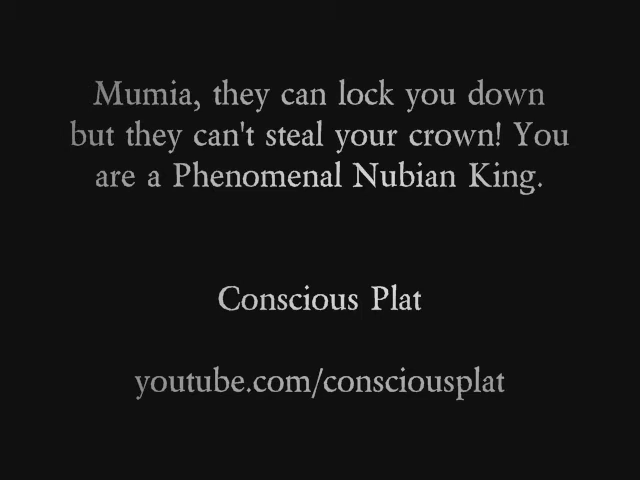 Mumia, they can lock you down
but they can't steal your crown! You
are a Phenomenal Nubian King.
Conscious Plat
youtube.com/consciousplat